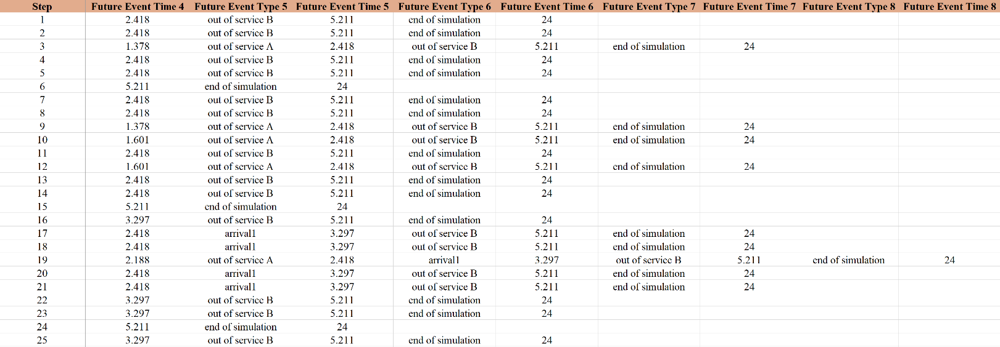 Step Future Event Time 4 Future Event Type 5 Future Event Time 5 Future Event Type 6 Future Event Time 6 Future Event Type 7 Future Event Time 7 Future Event Type 8 Future Event Time 8
1 2.418 out of service B 5.211 end of simulation 24
2 2.418 out of service B 5.211 end of simulation 24
3 1.378 out of service A 2.418 out of service B 5.211 end of simulation 24
4 2.418 out of service B 5.211 end of simulation 24
5 2.418 out of service B 5.211 end of simulation 24
6 5.211 end of simulation 24
7 2.418 out of service B 5.211 end of simulation 24
8 2.418 out of service B 5.211 end of simulation 24
9 1.378 out of service A 2.418 out of service B 5.211 end of simulation 24
10 1.601 out of service A 2.418 out of service B 5.211 end of simulation 24
11 2.418 out of service B 5.211 end of simulation 24
12 1.601 out of service A 2.418 out of service B 5.211 end of simulation 24
13 2.418 out of service B 5.211 end of simulation 24
14 2.418 out of service B 5.211 end of simulation 24
15 5.211 end of simulation 24
16 3.297 out of service B 5.211 end of simulation 24
17 2.418 arrival1 3.297 out of service B 5.211 end of simulation 24
18 2.418 arrival1 3.297 out of service B 5.211 end of simulation 24
19 2.188 out of service A 2.418 arrival1 3.297 out of service B 5.211 end of simulation 24
20 2.418 arrival1 3.297 out of service B 5.211 end of simulation 24
21 2.418 arrival1 3.297 out of service B 5.211 end of simulation 24
22 3.297 out of service B 5.211 end of simulation 24
23 3.297 out of service B 5.211 end of simulation 24
24 5.211 end of simulation 24
25 3.297 out of service B 5.211 end of simulation 24